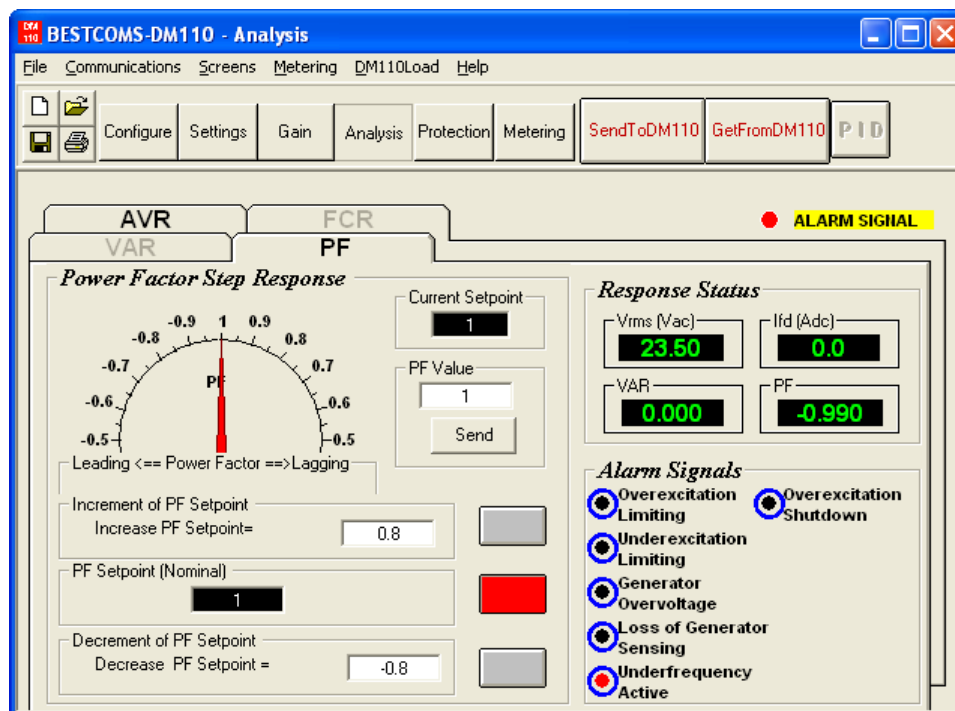 DM 110 BESTCOMS-DM110 - Analysis
File Communications Screens Metering DM110Load Help
Configure Settings Gain Analysis Protection Metering SendToDM110 GetFromDM110 PID
AVR FCR
ALARM SIGNAL
VAR PF
Power Factor Step Response
-0.5 -0.6 -0.7 -0.8 -0.9 1 0.9 0.8 0.7 0.6 0.5
PF
Leading <== Power Factor ==>Lagging
Current Setpoint
1
PF Value
1
Send
Increment of PF Setpoint
Increase PF Setpoint= 0.8
PF Setpoint (Nominal)
1
Decrement of PF Setpoint
Decrease PF Setpoint = -0.8
Response Status
Vrms (Vac) Ifd (Adc)
23.50 0.0
VAR PF
0.000 -0.990
Alarm Signals
Overexcitation
Limiting
Overexcitation
Shutdown
Underexcitation
Limiting
Generator
Overvoltage
Loss of Generator
Sensing
Underfrequency
Active